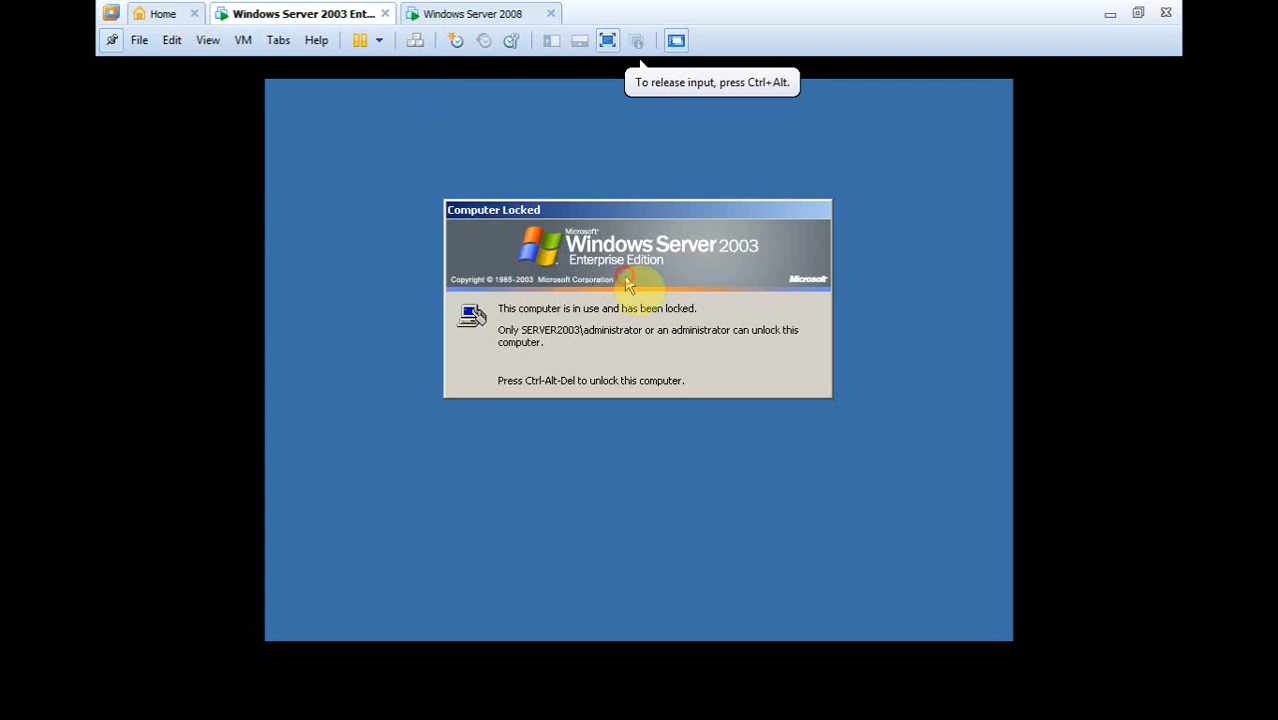 Home
Windows Server 2003 Ent...
Windows Server 2008
File Edit View VM Tabs Help
To release input, press Ctrl+Alt.
Computer Locked
Microsoft®
Windows Server 2003
Enterprise Edition
Copyright © 1985-2003 Microsoft Corporation
Microsoft
This computer is in use and has been locked.
Only SERVER2003\administrator or an administrator can unlock this
computer.
Press Ctrl-Alt-Del to unlock this computer.